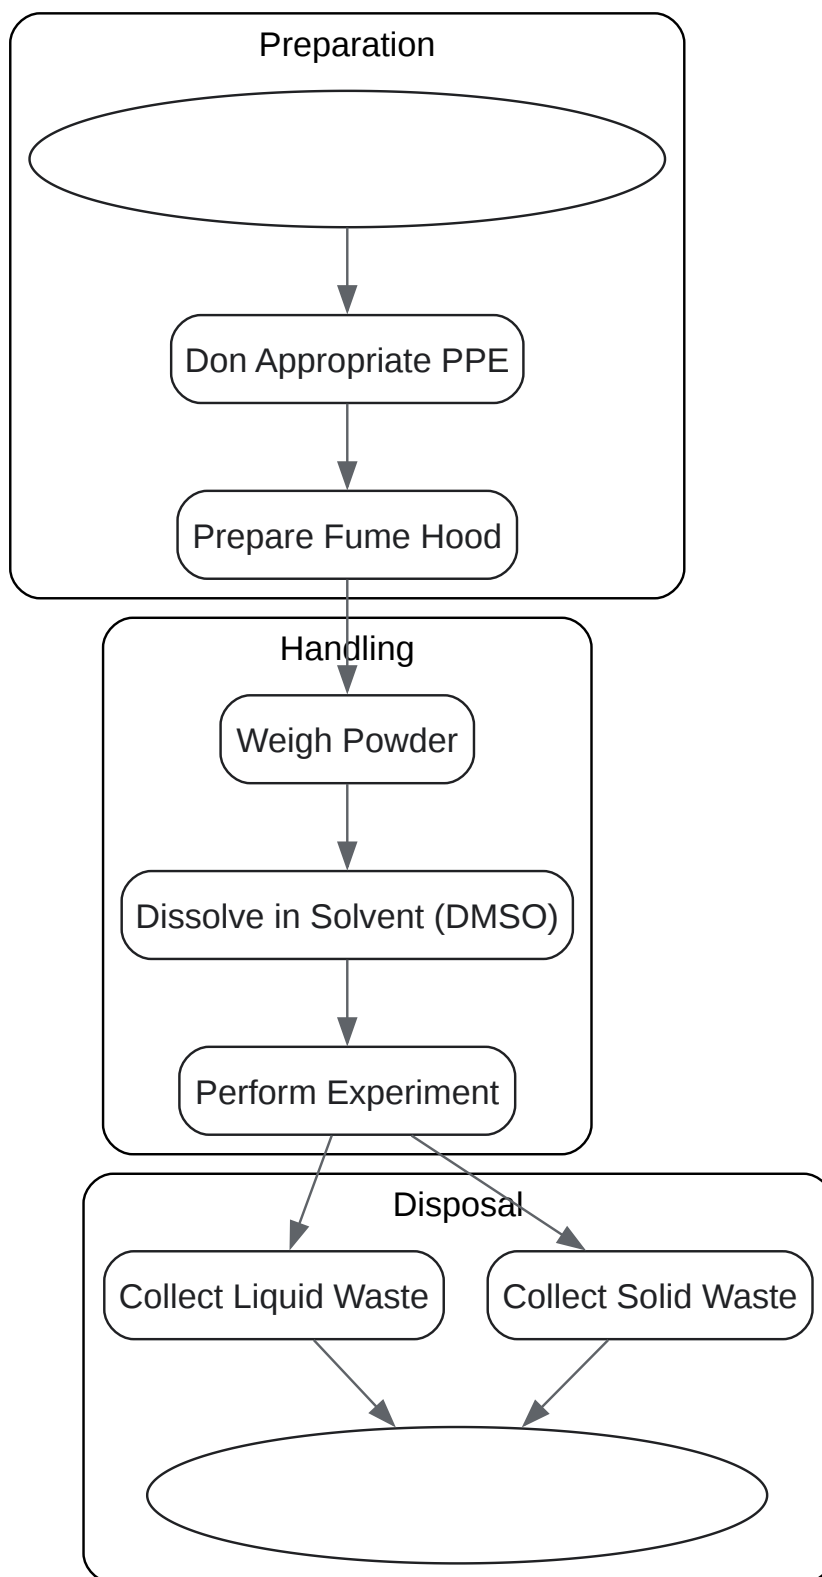 Preparation
Don Appropriate PPE
Prepare Fume Hood
Handling
Weigh Powder
Dissolve in Solvent (DMSO)
Perform Experiment
Disposal
Collect Liquid Waste
Collect Solid Waste